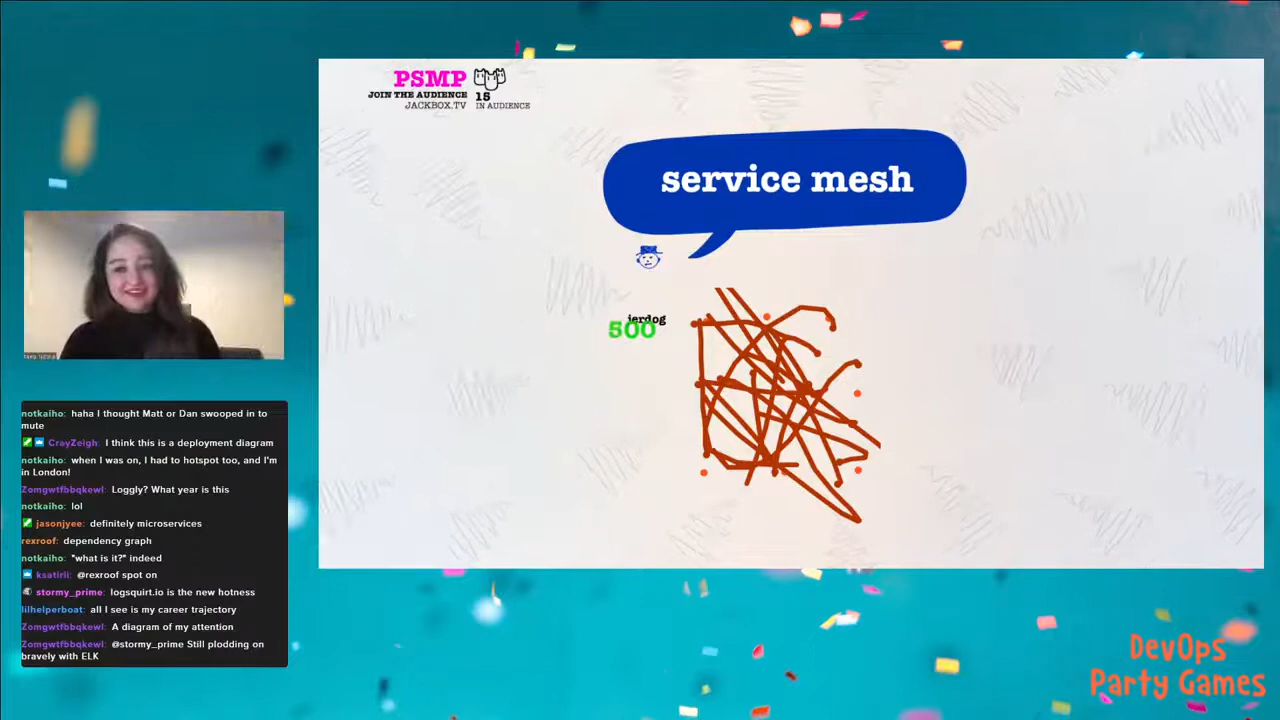 PSMP
JOIN THE AUDIENCE
JACKBOX.TV
15
IN AUDIENCE
service mesh
ierdog
500
notkaiho: haha I thought Matt or Dan swooped in to
mute
CrayZeigh: I think this is a deployment diagram
notkaiho: when I was on, I had to hotspot too, and I'm
in London!
Zomgwtfbbqkewl: Loggly? What year is this
notkaiho: lol
jasonjyee: definitely microservices
rexroof: dependency graph
notkaiho: "what is it?" indeed
ksatirli: @rexroof spot on
stormy_prime: logsquirt.io is the new hotness
lilhelperboat: all I see is my career trajectory
Zomgwtfbbqkewl: A diagram of my attention
Zomgwtfbbqkewl: @stormy_prime Still plodding on
bravely with ELK
DevOps
Party Games